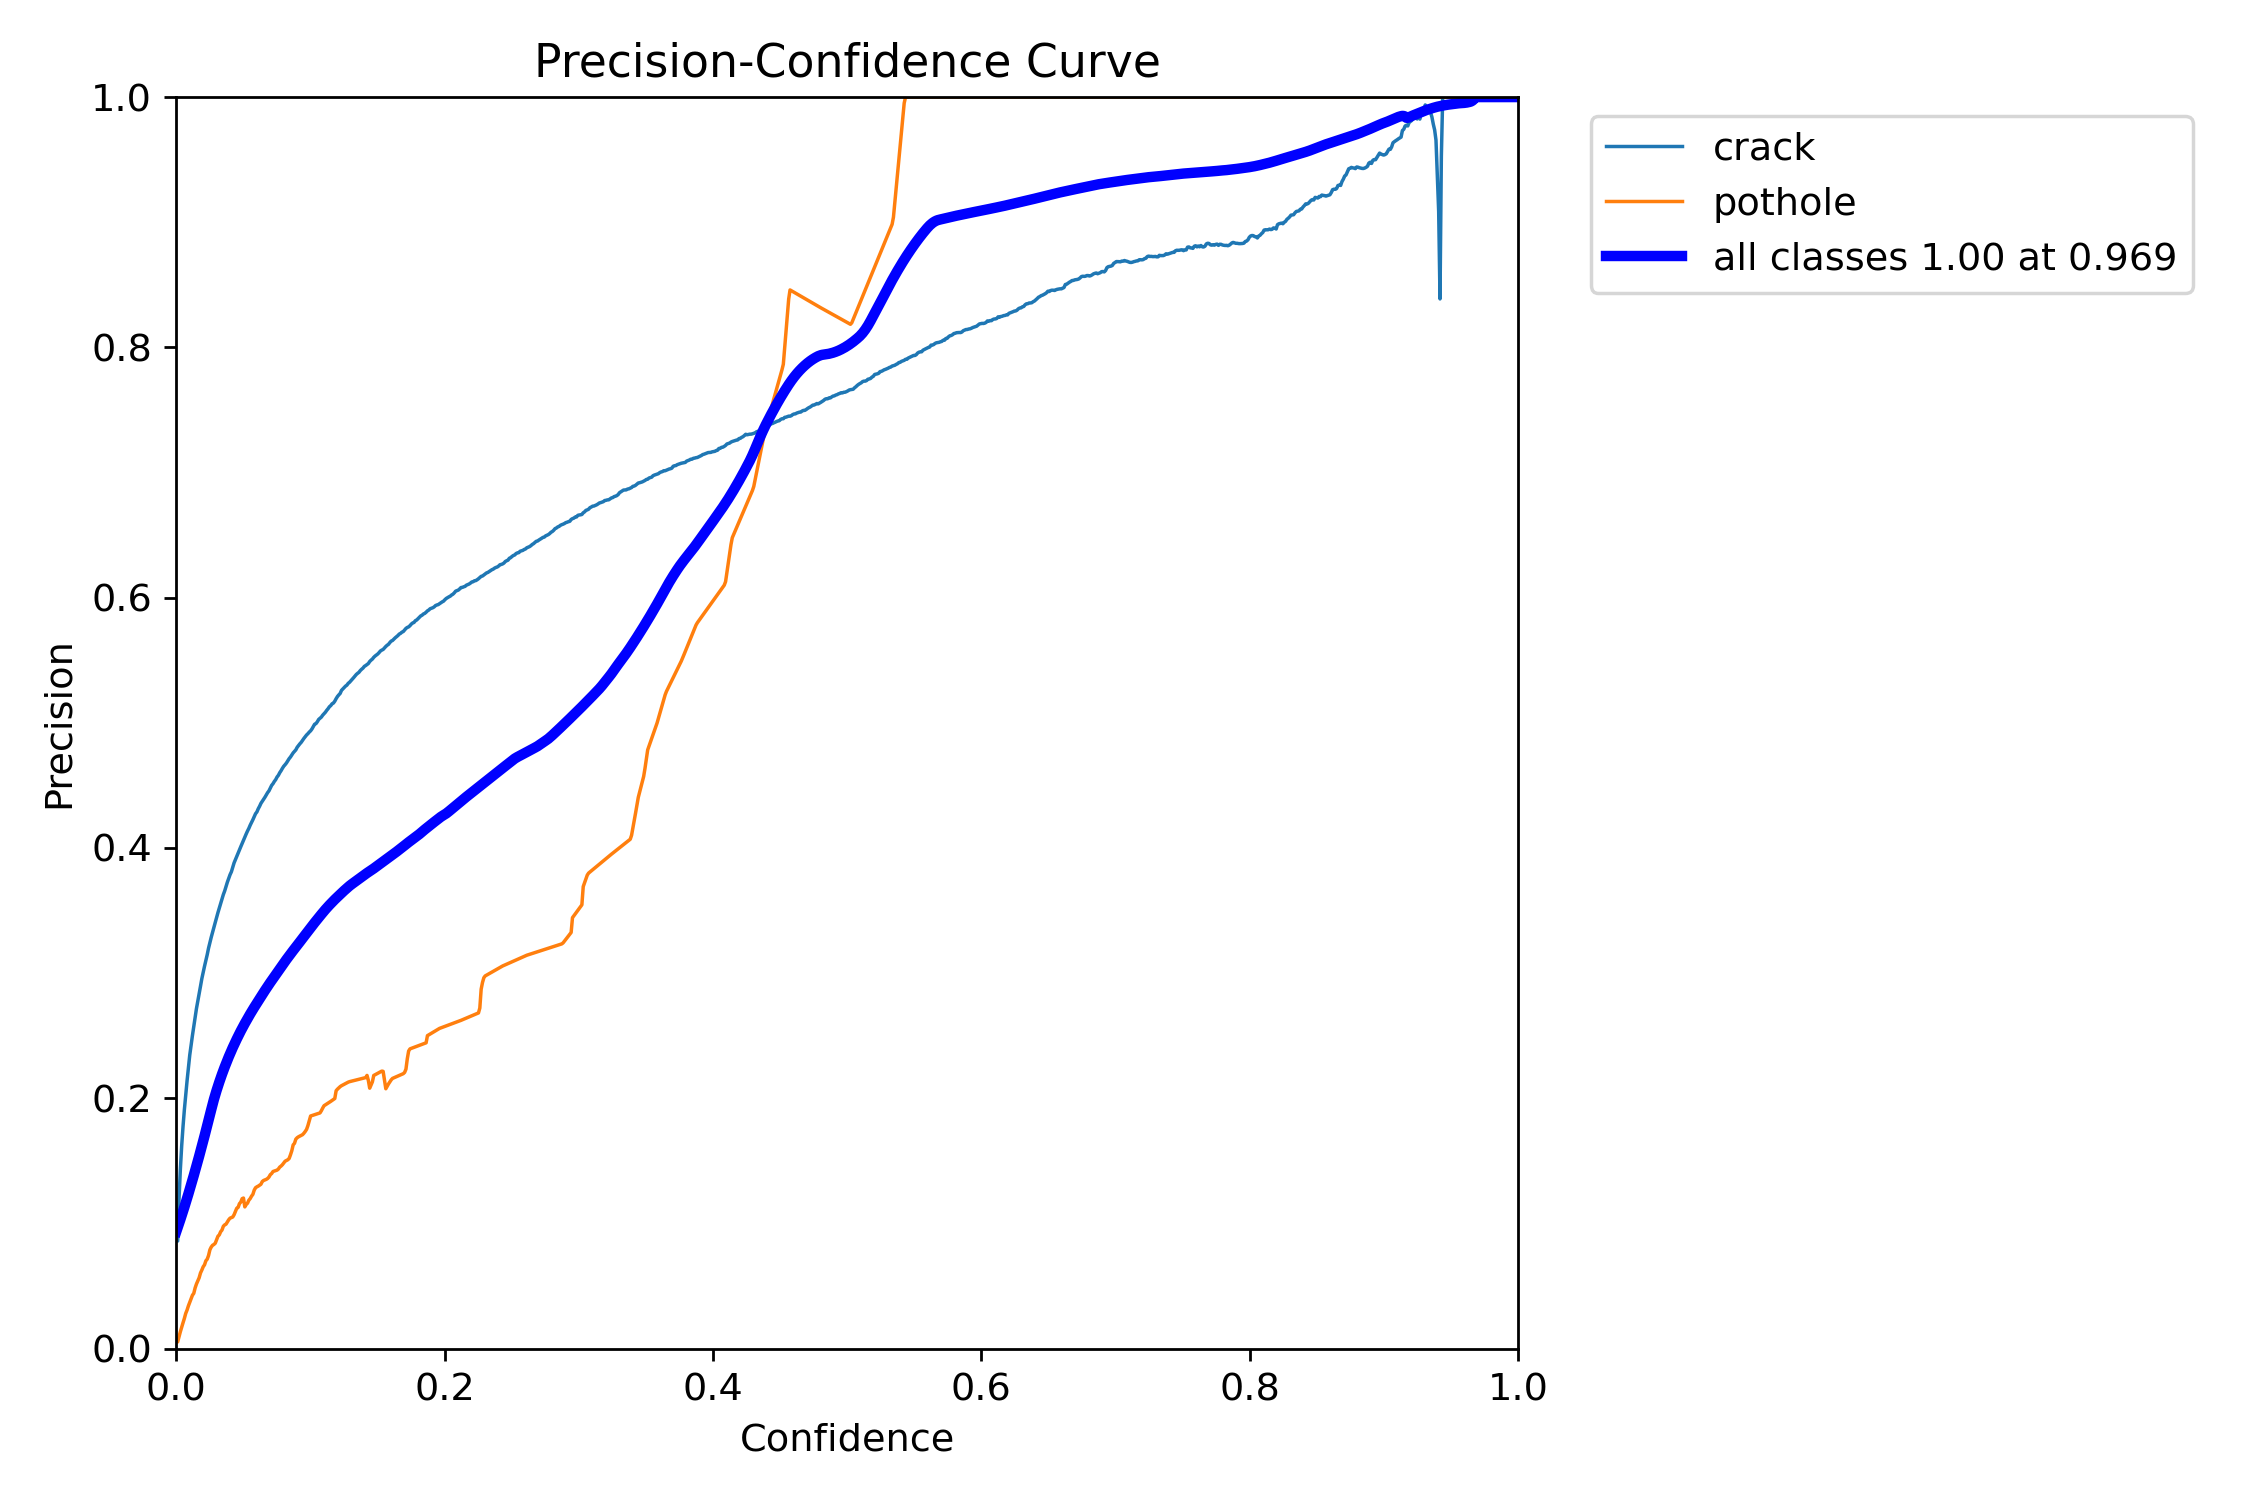 Precision-Confidence Curve
1.0
0.8
0.6
0.4
0.2
0.0
Precision
0.0 0.2 0.4 0.6 0.8 1.0
Confidence
crack
pothole
all classes 1.00 at 0.969